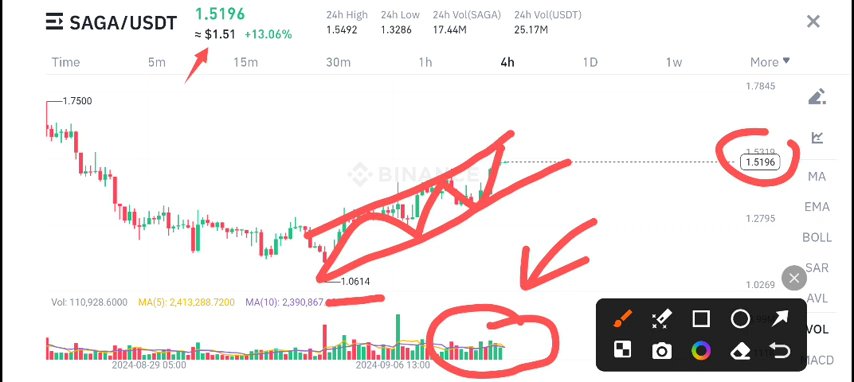 SAGA/USDT
1.5196
≈ $1.51 +13.06%
24h High 24h Low 24h Vol(SAGA) 24h Vol(USDT)
1.5492 1.3286 17.44M 25.17M
Time 5m 15m 30m 1h 4h 1D 1w More
1.7845
1.7500
1.5319
1.5196
BINANCE
MA
EMA
1.2795
BOLL
SAR
1.0614
1.0269
AVL
Vol: 110,928.6000 MA(5): 2,413,288.7200 MA(10): 2,390,867.
VOL
MACD
2024-08-29 05:00 2024-09-06 13:00